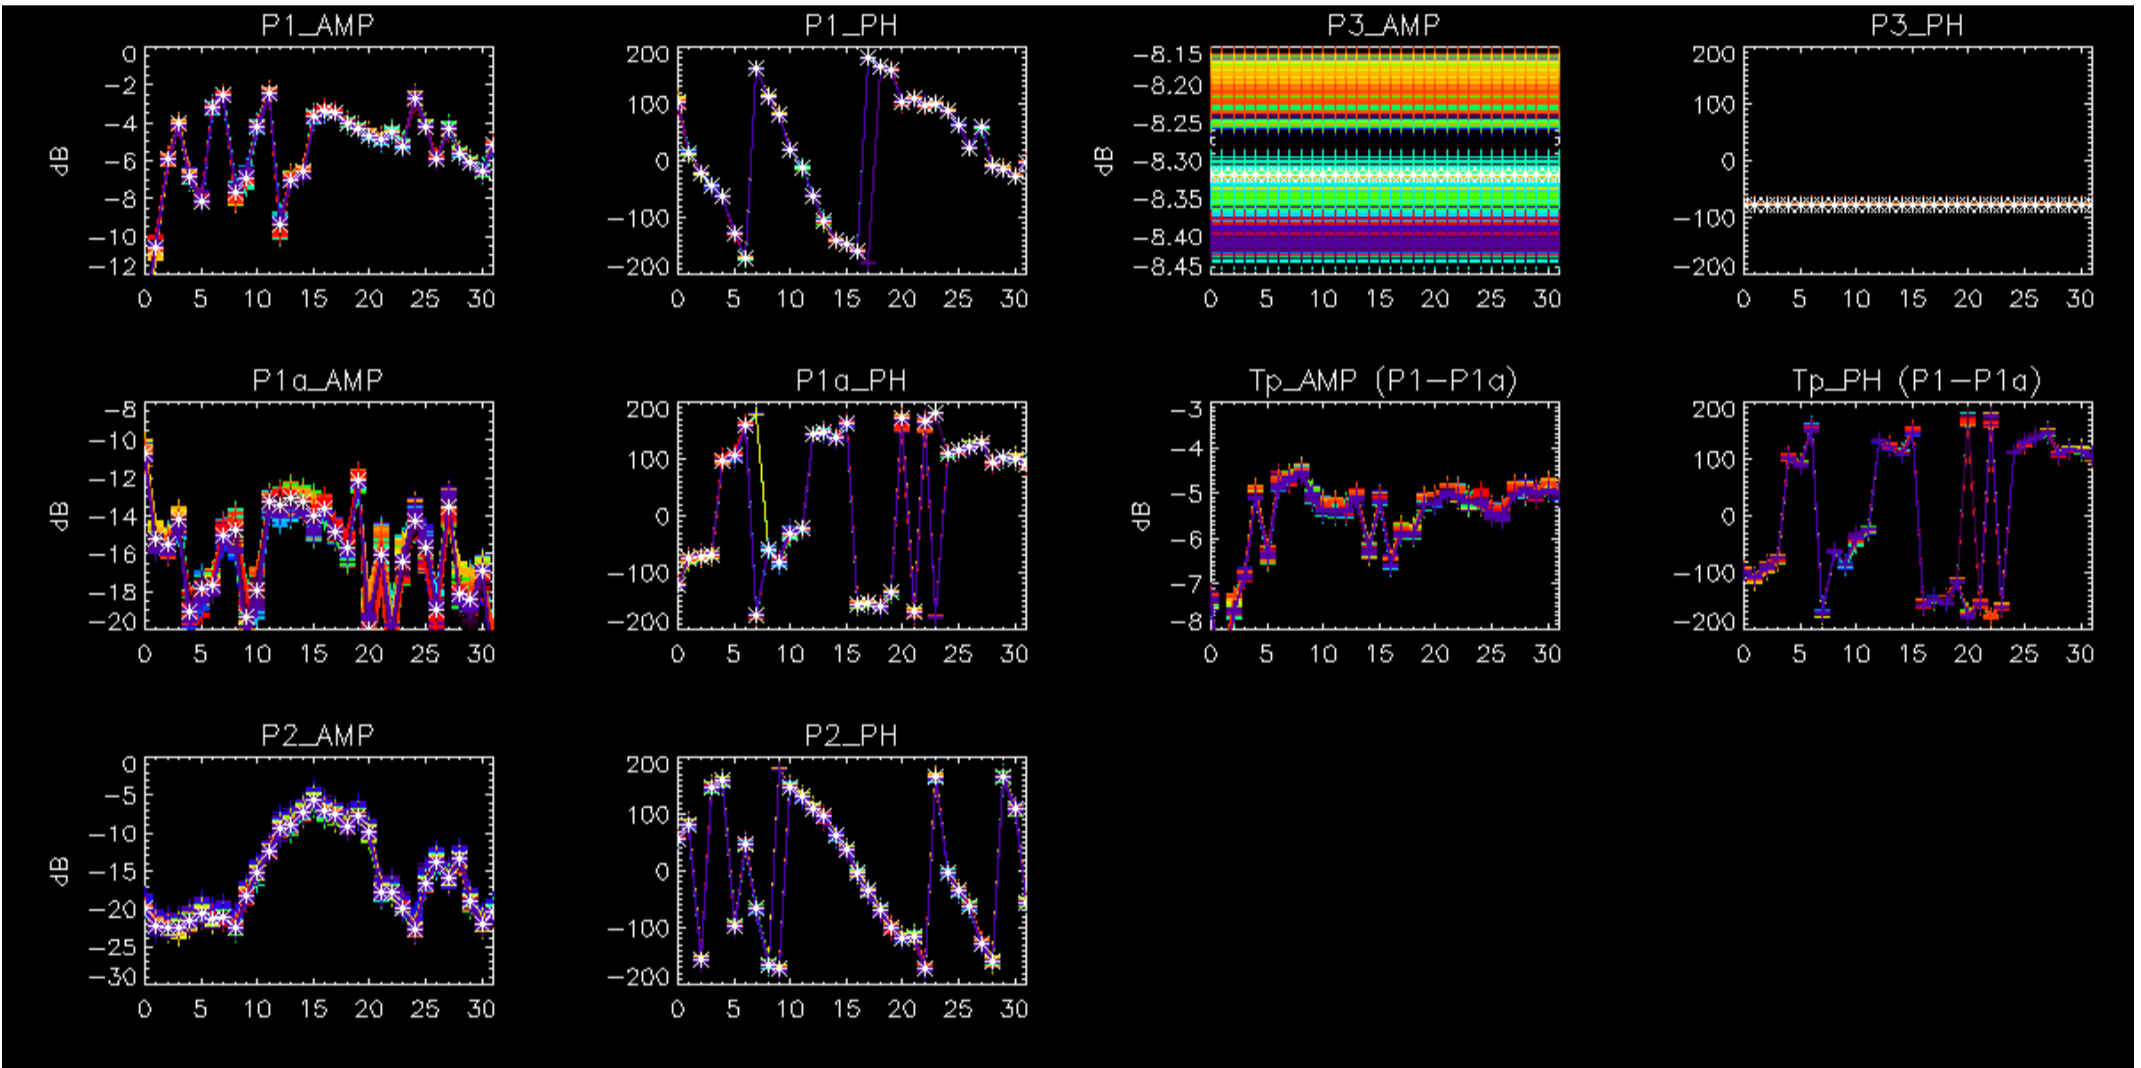 P1_AMP
P1_PH
P3_AMP
P3_PH
0
-2
-4
-6
-8
-10
-12
dB
0 5 10 15 20 25 30
200
100
0
-100
-200
0 5 10 15 20 25 30
-8.15
-8.20
-8.25
-8.30
-8.35
-8.40
-8.45
dB
0 5 10 15 20 25 30
200
100
0
-100
-200
0 5 10 15 20 25 30
P1a_AMP
P1a_PH
Tp_AMP (P1-P1a)
Tp_PH (P1-P1a)
-8
-10
-12
-14
-16
-18
-20
dB
0 5 10 15 20 25 30
200
100
0
-100
-200
0 5 10 15 20 25 30
-3
-4
-5
-6
-7
-8
dB
0 5 10 15 20 25 30
200
100
0
-100
-200
0 5 10 15 20 25 30
P2_AMP
P2_PH
0
-5
-10
-15
-20
-25
-30
dB
0 5 10 15 20 25 30
200
100
0
-100
-200
0 5 10 15 20 25 30